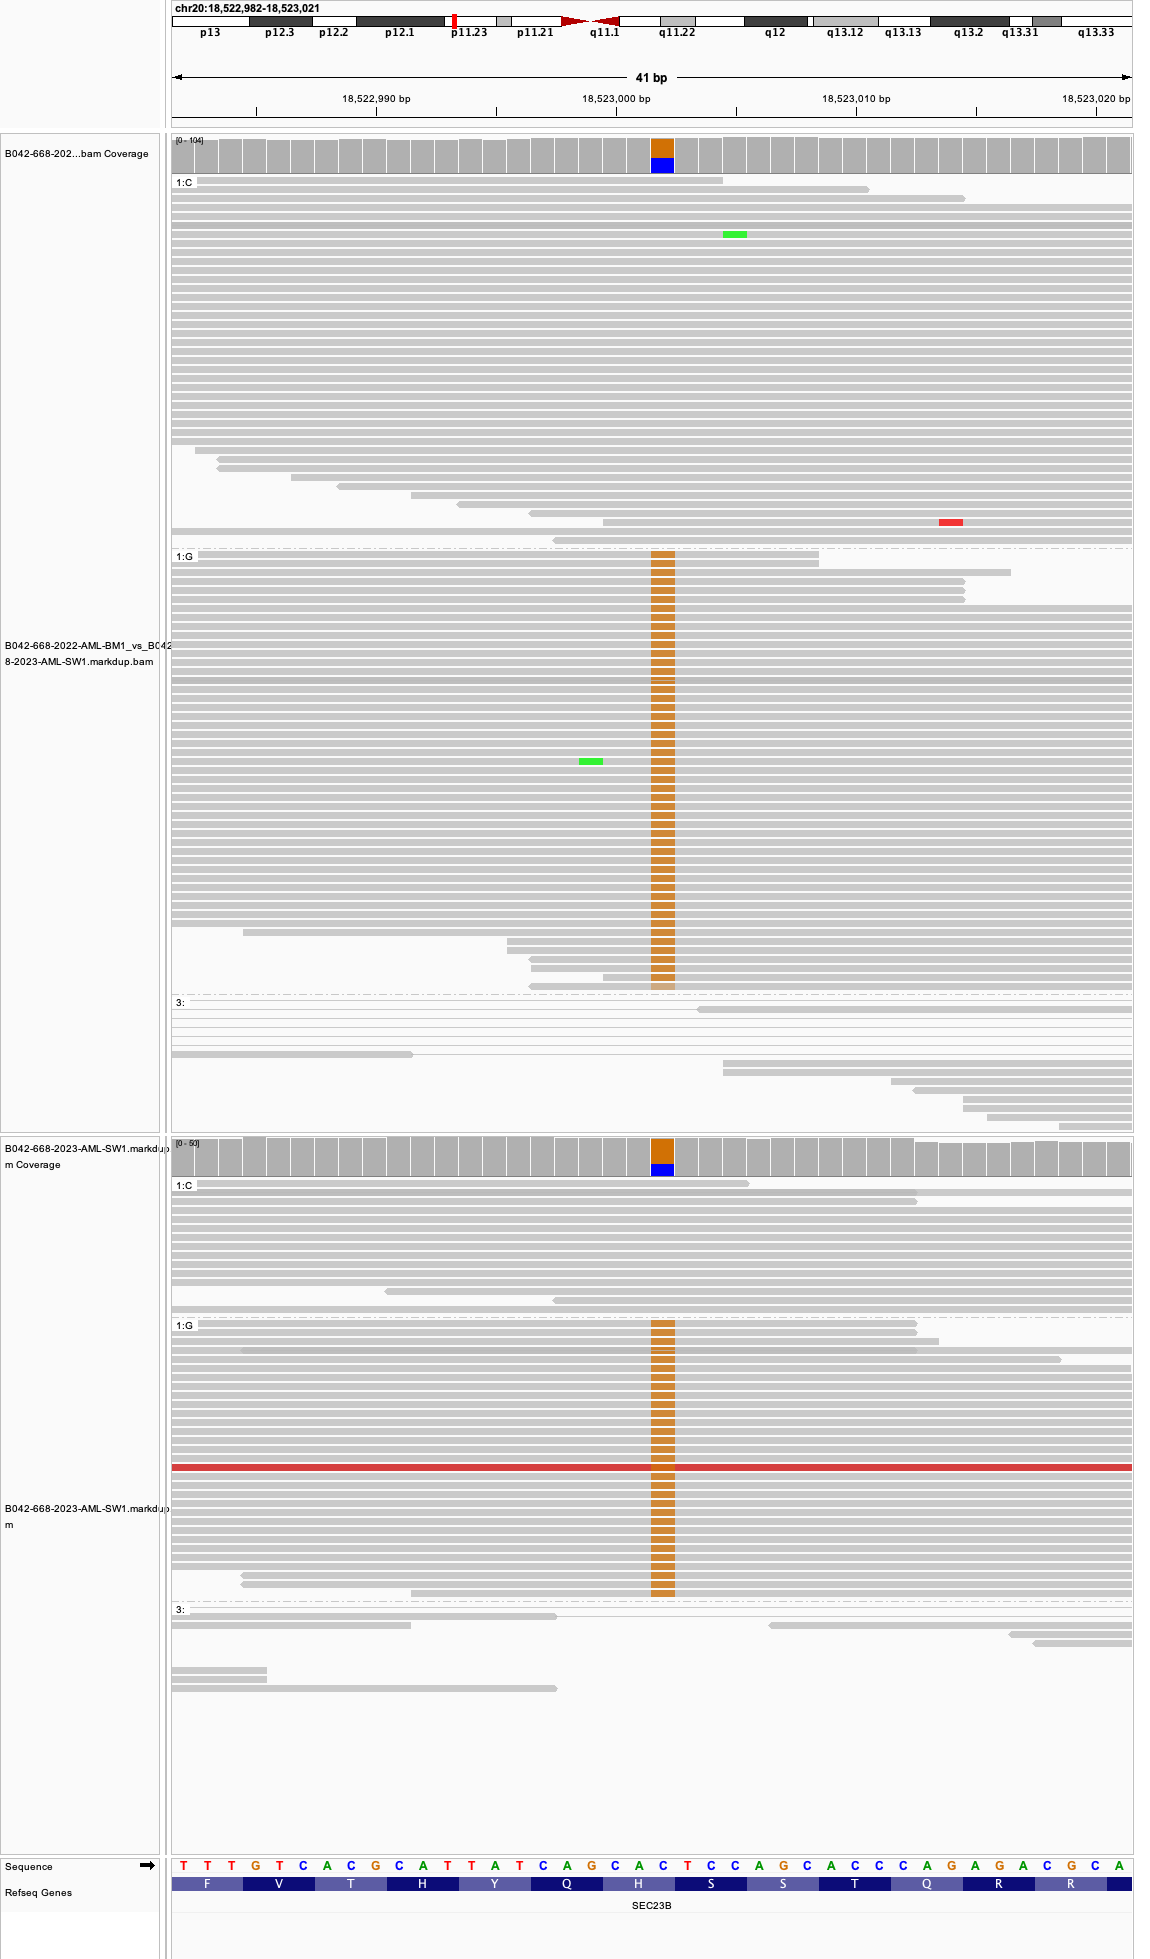 chr20:18,522,982-18,523,021
p13 p12.3 p12.2 p12.1 p11.23 p11.21 q11.1 q11.22 q12 q13.12 q13.13 q13.2 q13.31 q13.33
41 bp
18,522,990 bp 18,523,000 bp 18,523,010 bp 18,523,020 bp
B042-668-202...bam Coverage
[0 - 104]
1:C
1:G
B042-668-2022-AML-BM1_vs_B042
8-2023-AML-SW1.markdup.bam
3:
B042-668-2023-AML-SW1.markdup
m Coverage
[0 - 50]
1:C
1:G
B042-668-2023-AML-SW1.markdup
m
3:
Sequence T T T G T C A C G C A T T A T C A G C A C T C C A G C A C C C A G A G A C G C A
Refseq Genes F V T H Y Q H S S T Q R R
SEC23B